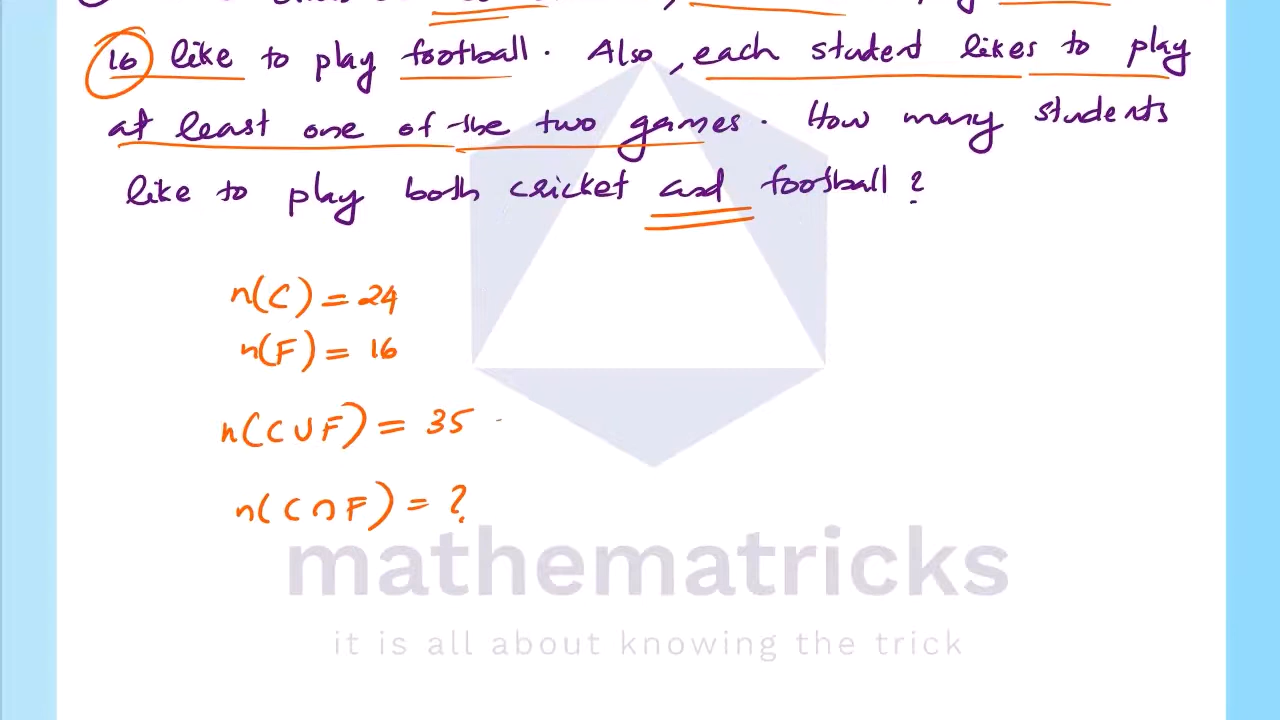 16 like to play football. Also, each student likes to play
at least one of the two games. How many students
like to play both cricket and football?
n(C) = 24
n(F) = 16
n(C∪F) = 35
n(C∩F) = ?
mathematricks
it is all about knowing the trick